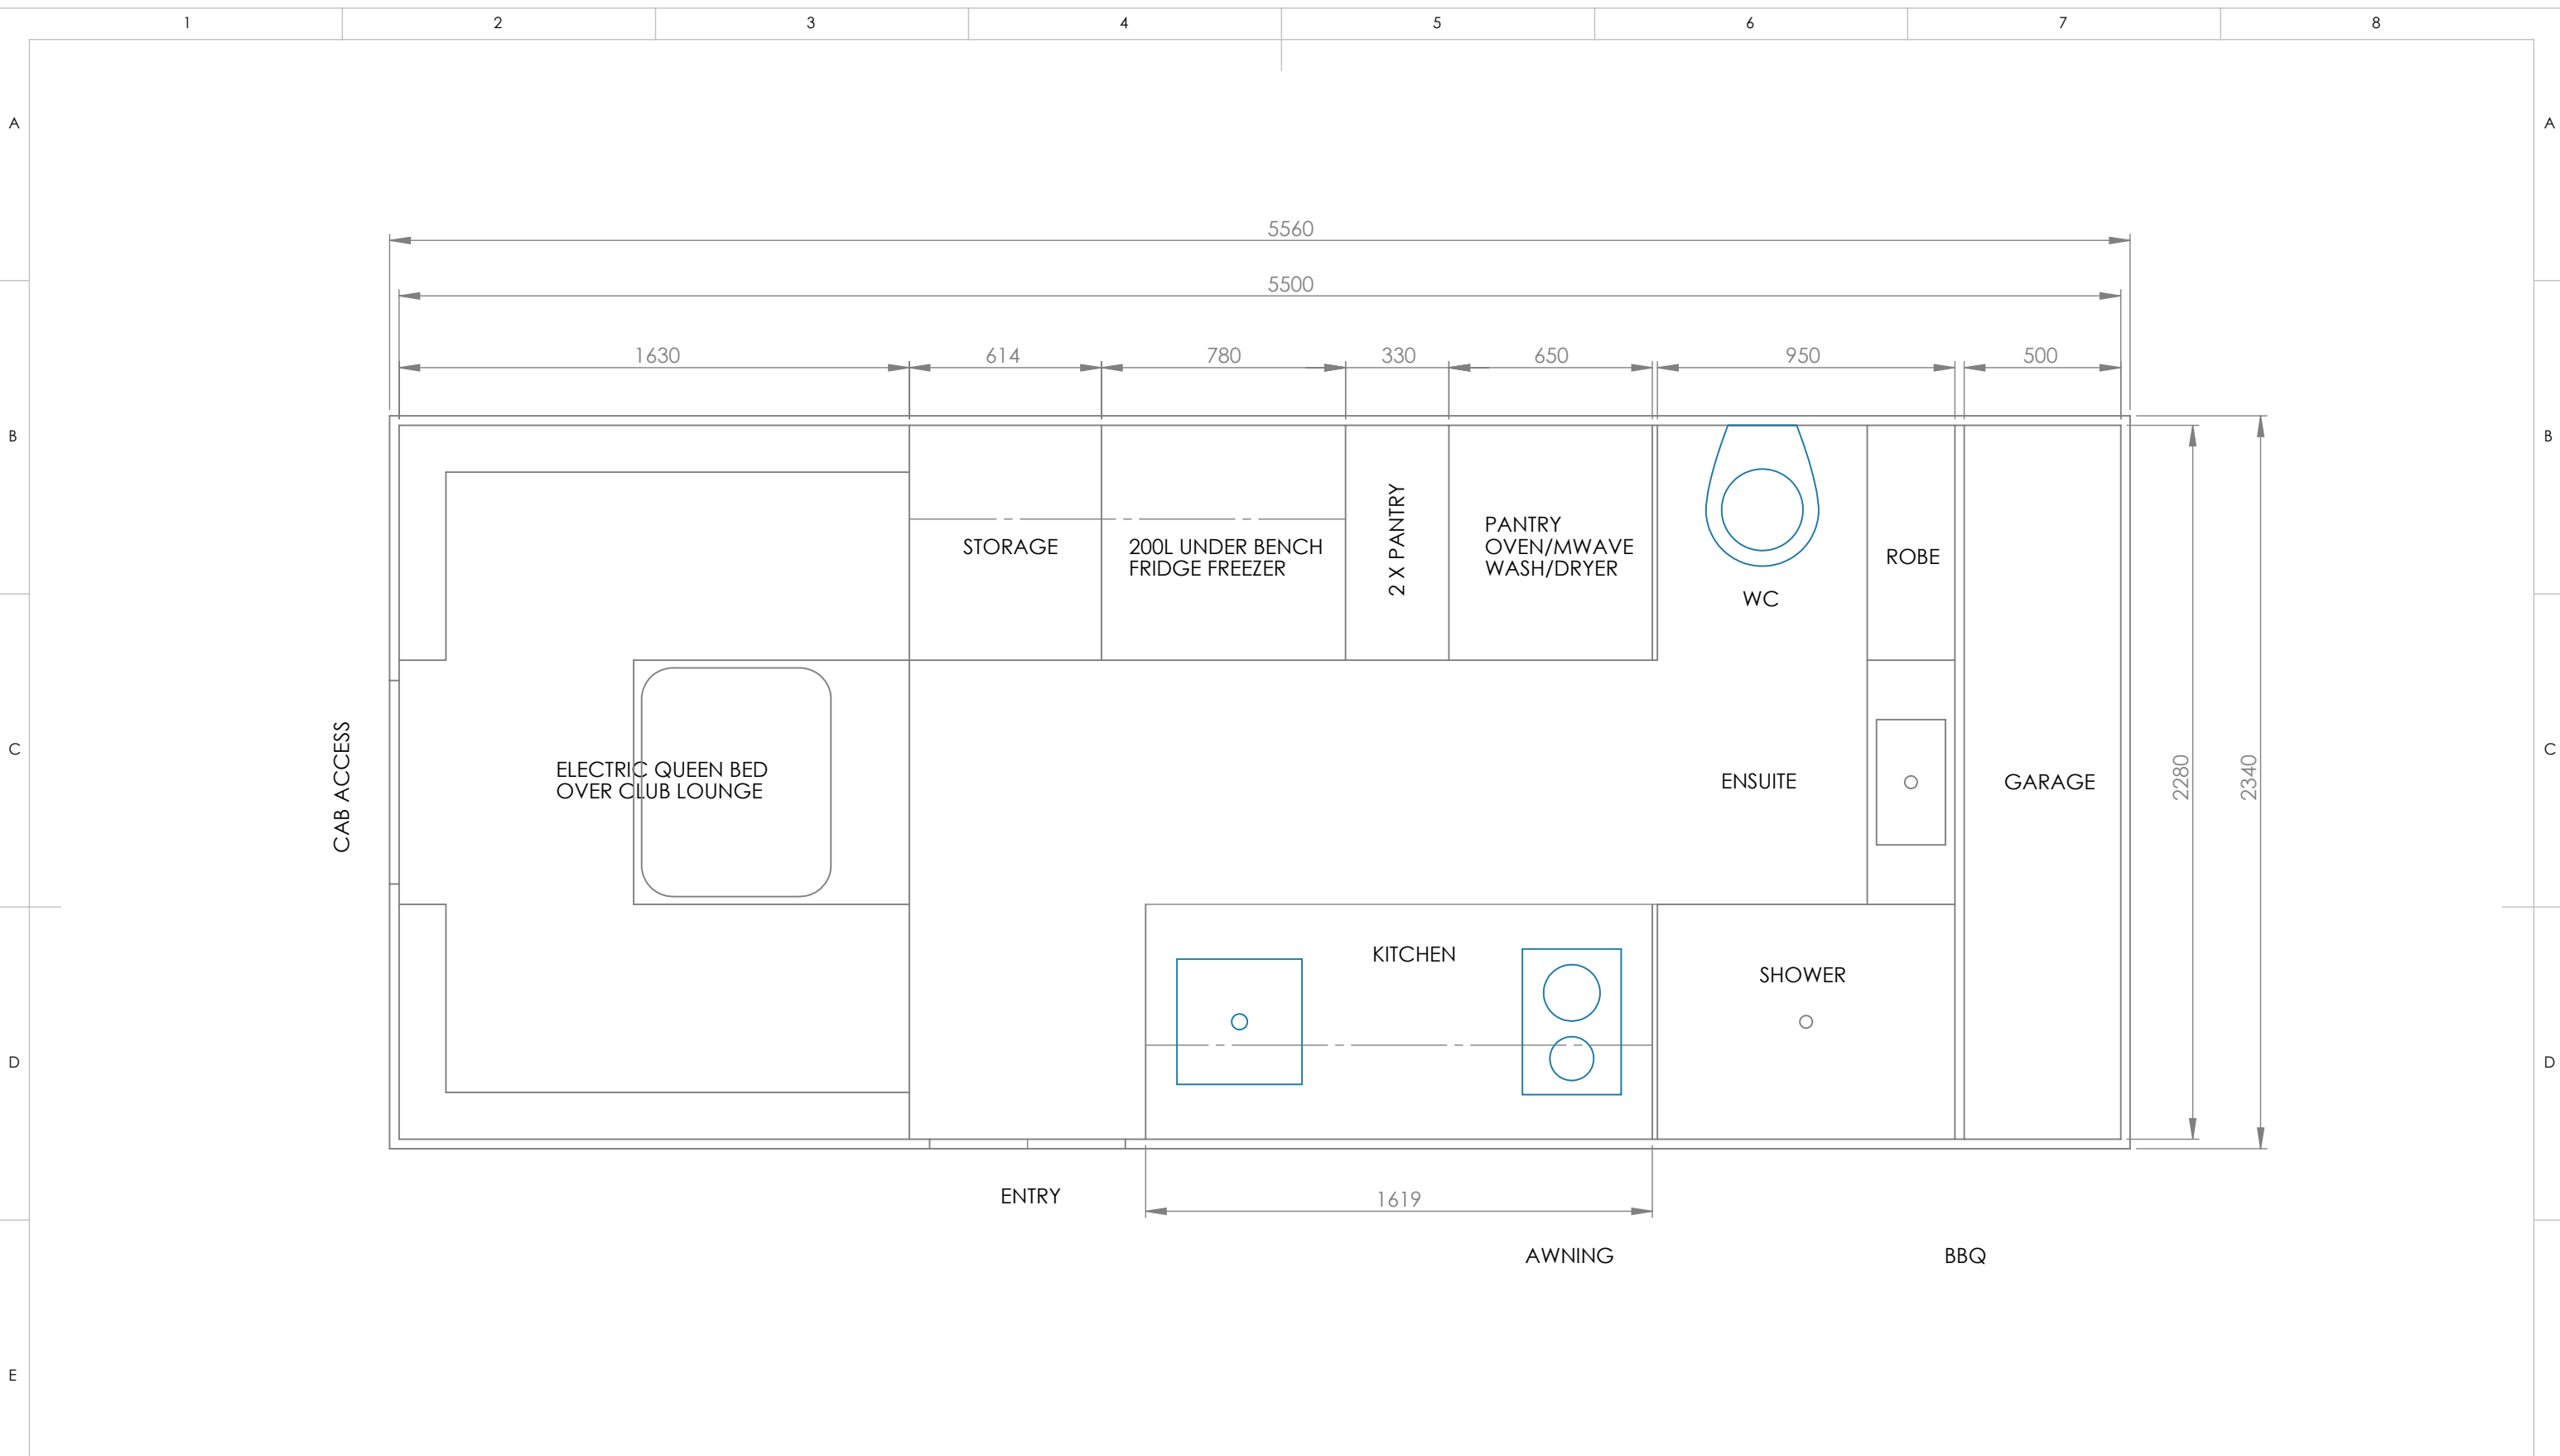 1 2 3 4 5 6 7 8
A A
5560
5500
1630 614 780 330 650 950 500
B B
2 X PANTRY
PANTRY
OVEN/MWAVE
WASH/DRYER
STORAGE
200L UNDER BENCH
FRIDGE FREEZER
ROBE
WC
C C
CAB ACCESS
ELECTRIC QUEEN BED
OVER CLUB LOUNGE
ENSUITE
GARAGE
2280
2340
KITCHEN
SHOWER
D D
ENTRY
1619
AWNING
BBQ
E